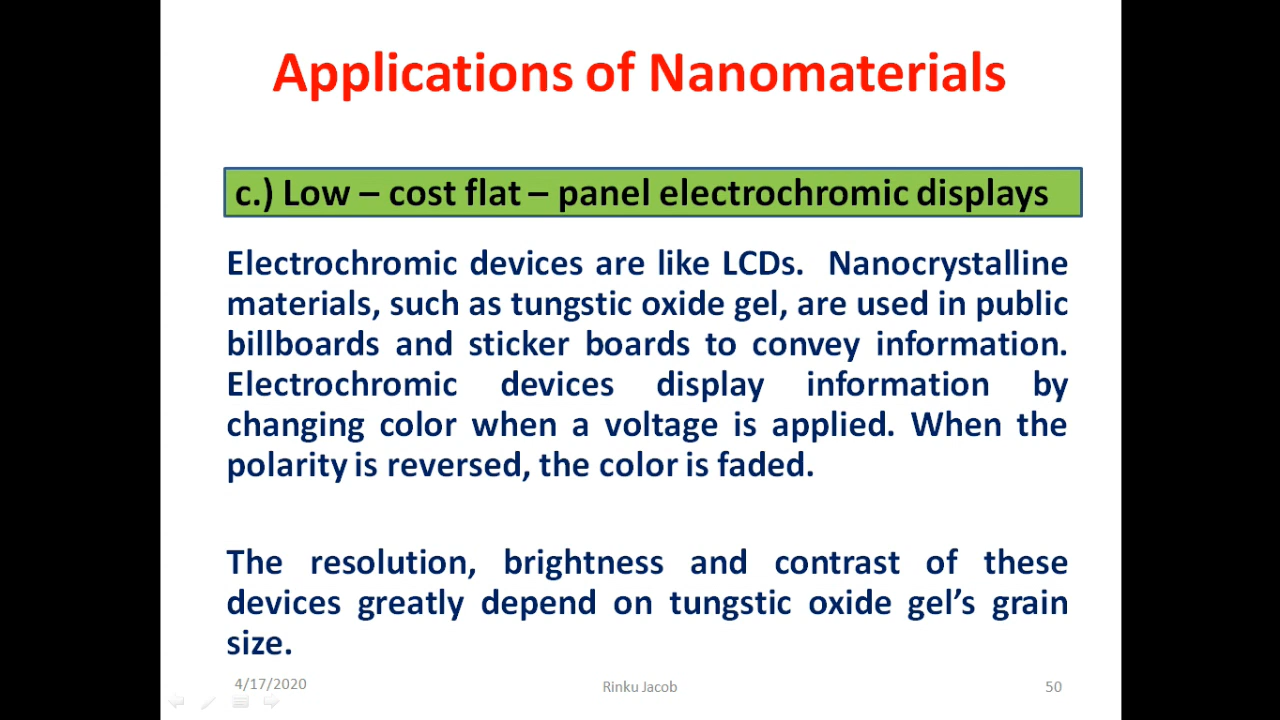 Applications of Nanomaterials
c.) Low – cost flat – panel electrochromic displays
Electrochromic devices are like LCDs. Nanocrystalline
materials, such as tungstic oxide gel, are used in public
billboards and sticker boards to convey information.
Electrochromic devices display information by
changing color when a voltage is applied. When the
polarity is reversed, the color is faded.
The resolution, brightness and contrast of these
devices greatly depend on tungstic oxide gel’s grain
size.
4/17/2020
Rinku Jacob
50